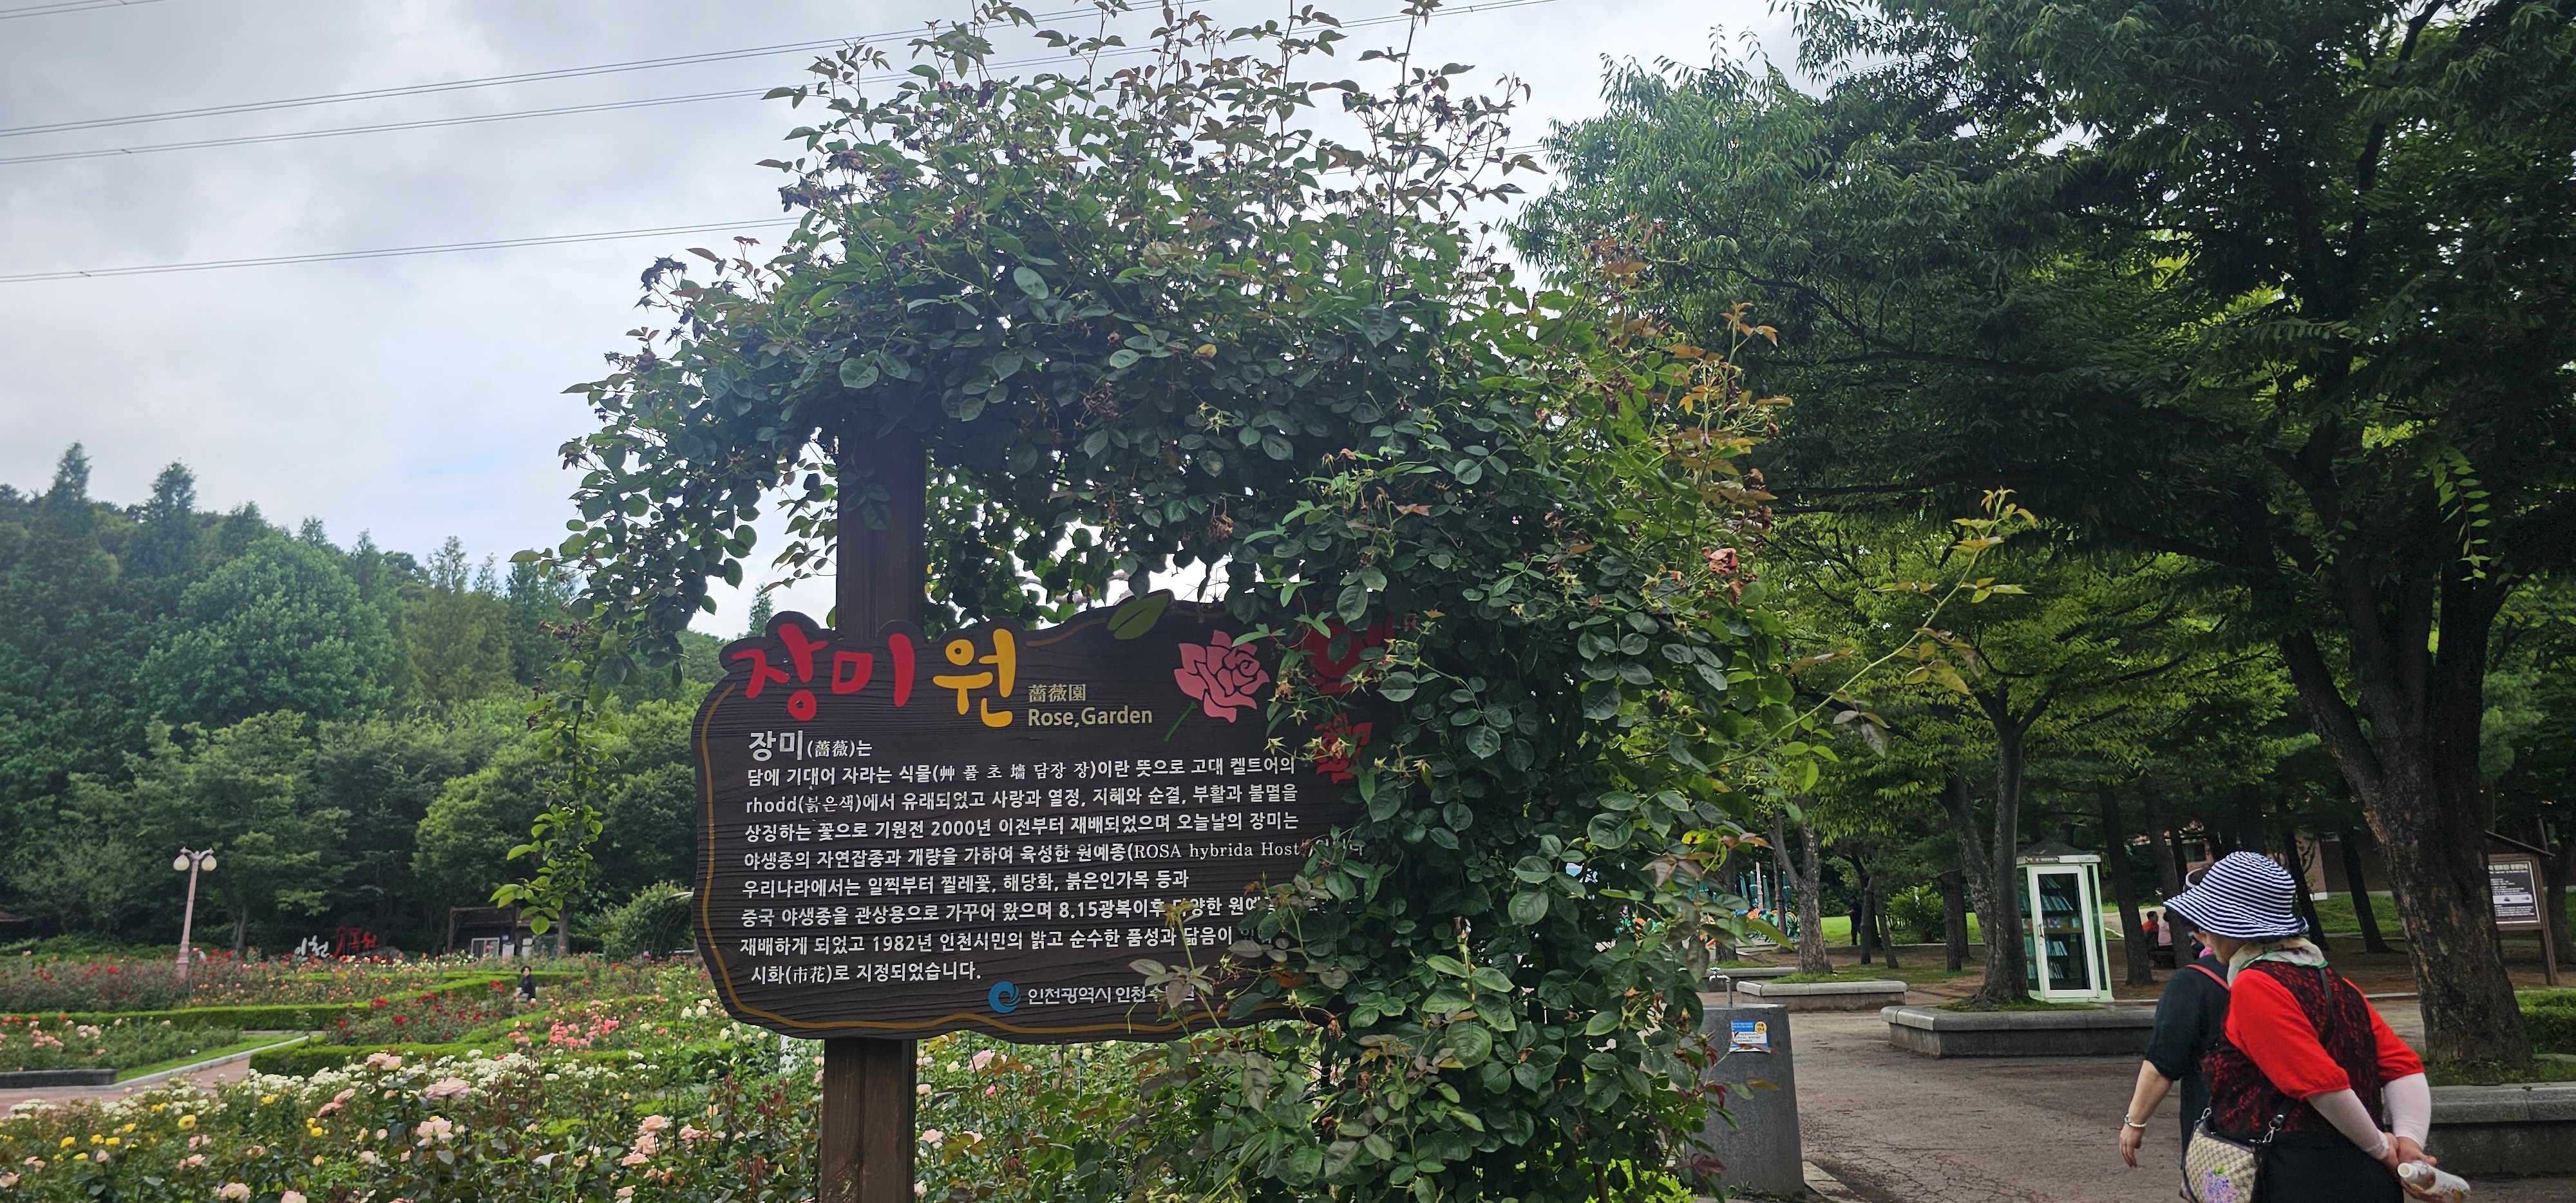 장미원
薔薇園
Rose,Garden
장미(薔薇)는
담에 기대어 자라는 식물(艸 풀 초 墻 담장 장)이란 뜻으로 고대 켈트어의
rhodd(붉은색)에서 유래되었고 사랑과 열정, 지혜와 순결, 부활과 불멸을
상징하는 꽃으로 기원전 2000년 이전부터 재배되었으며 오늘날의 장미는
야생종의 자연잡종과 개량을 가하여 육성한 원예종(ROSA hybrida Host
우리나라에서는 일찍부터 찔레꽃, 해당화, 붉은인가목 등과
중국 야생종을 관상용으로 가꾸어 왔으며 8.15광복이후
재배하게 되었고 1982년 인천시민의 밝고 순수한 품성과 닮음이
시화(市花)로 지정되었습니다.
인천광역시
인천